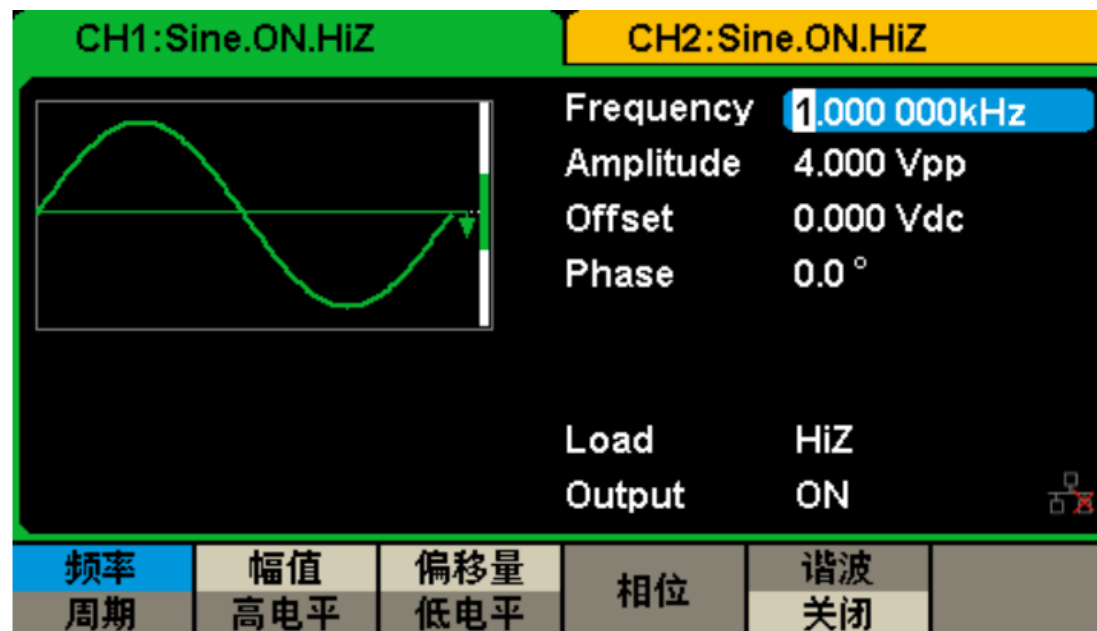 CH1:Sine.ON.HiZ CH2:Sine.ON.HiZ
Frequency 1.000 000kHz
Amplitude 4.000 Vpp
Offset 0.000 Vdc
Phase 0.0 °
Load HiZ
Output ON
频率 幅值 偏移量 相位 谐波
周期 高电平 低电平 关闭